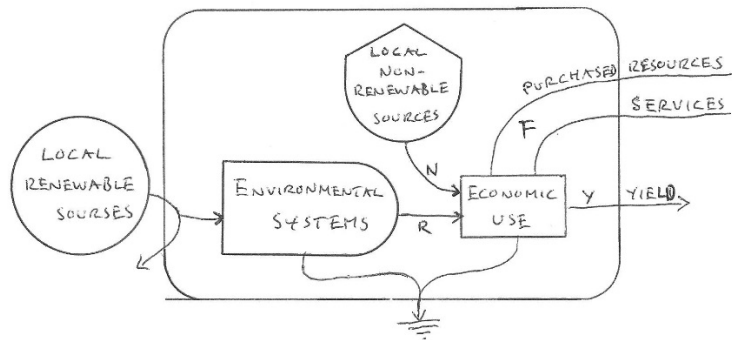 LOCAL
NON-
RENEWABLE
SOURCES
PURCHASED RESOURCES
F
SERVICES
LOCAL
RENEWABLE
SOURSES
ENVIRONMENTAL
SYSTEMS
N
R
ECONOMIC
USE
Y YIELD